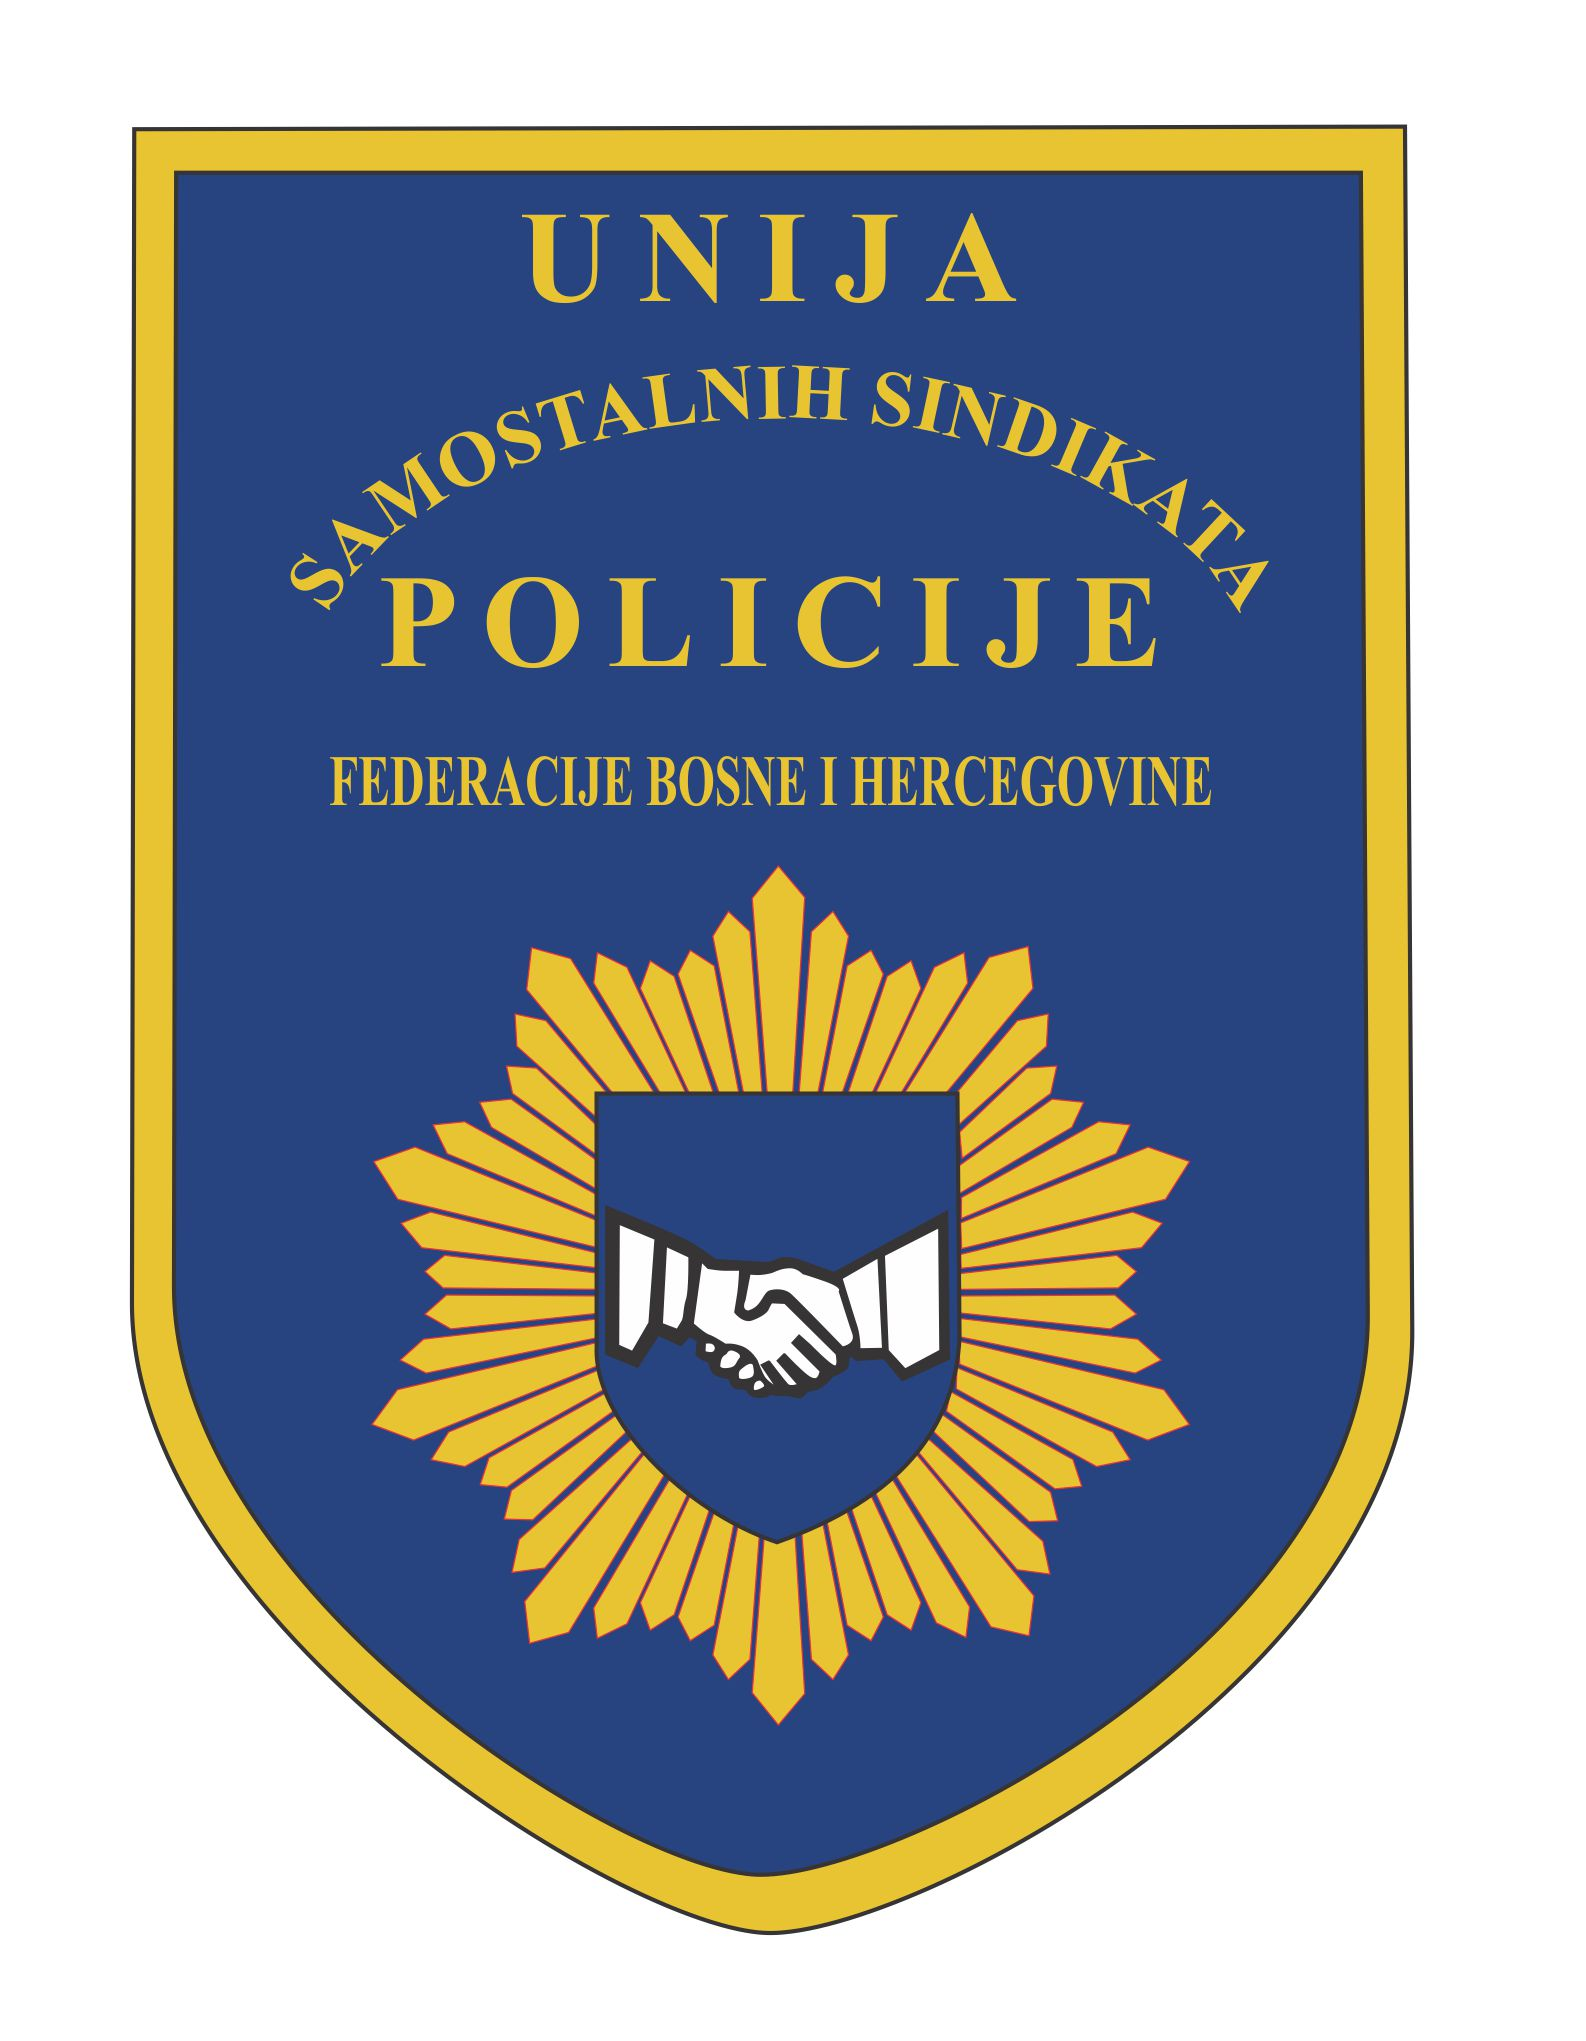 UNIJA
SAMOSTALNIH SINDIKATA
POLICIJE
FEDERACIJE BOSNE I HERCEGOVINE